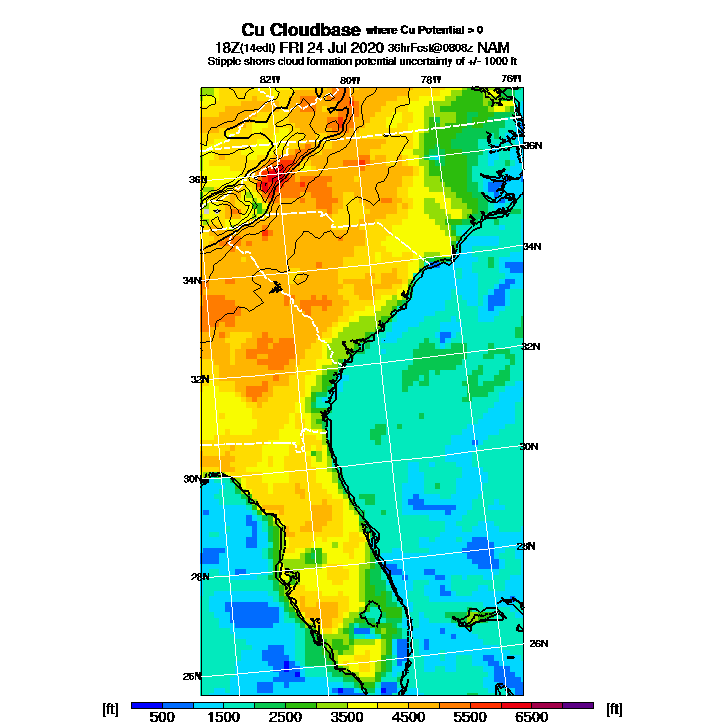 Cu Cloudbase where Cu Potential > 0
18Z(14edt) FRI 24 Jul 2020 36hrFcst@0808z NAM
Stipple shows cloud formation potential uncertainty of +/- 1000 ft
82W 80W 78W 76W
36N
36N
34N
34N
32N
32N
30N
30N
28N
28N
26N
26N
[ft] [ft]
500 1500 2500 3500 4500 5500 6500